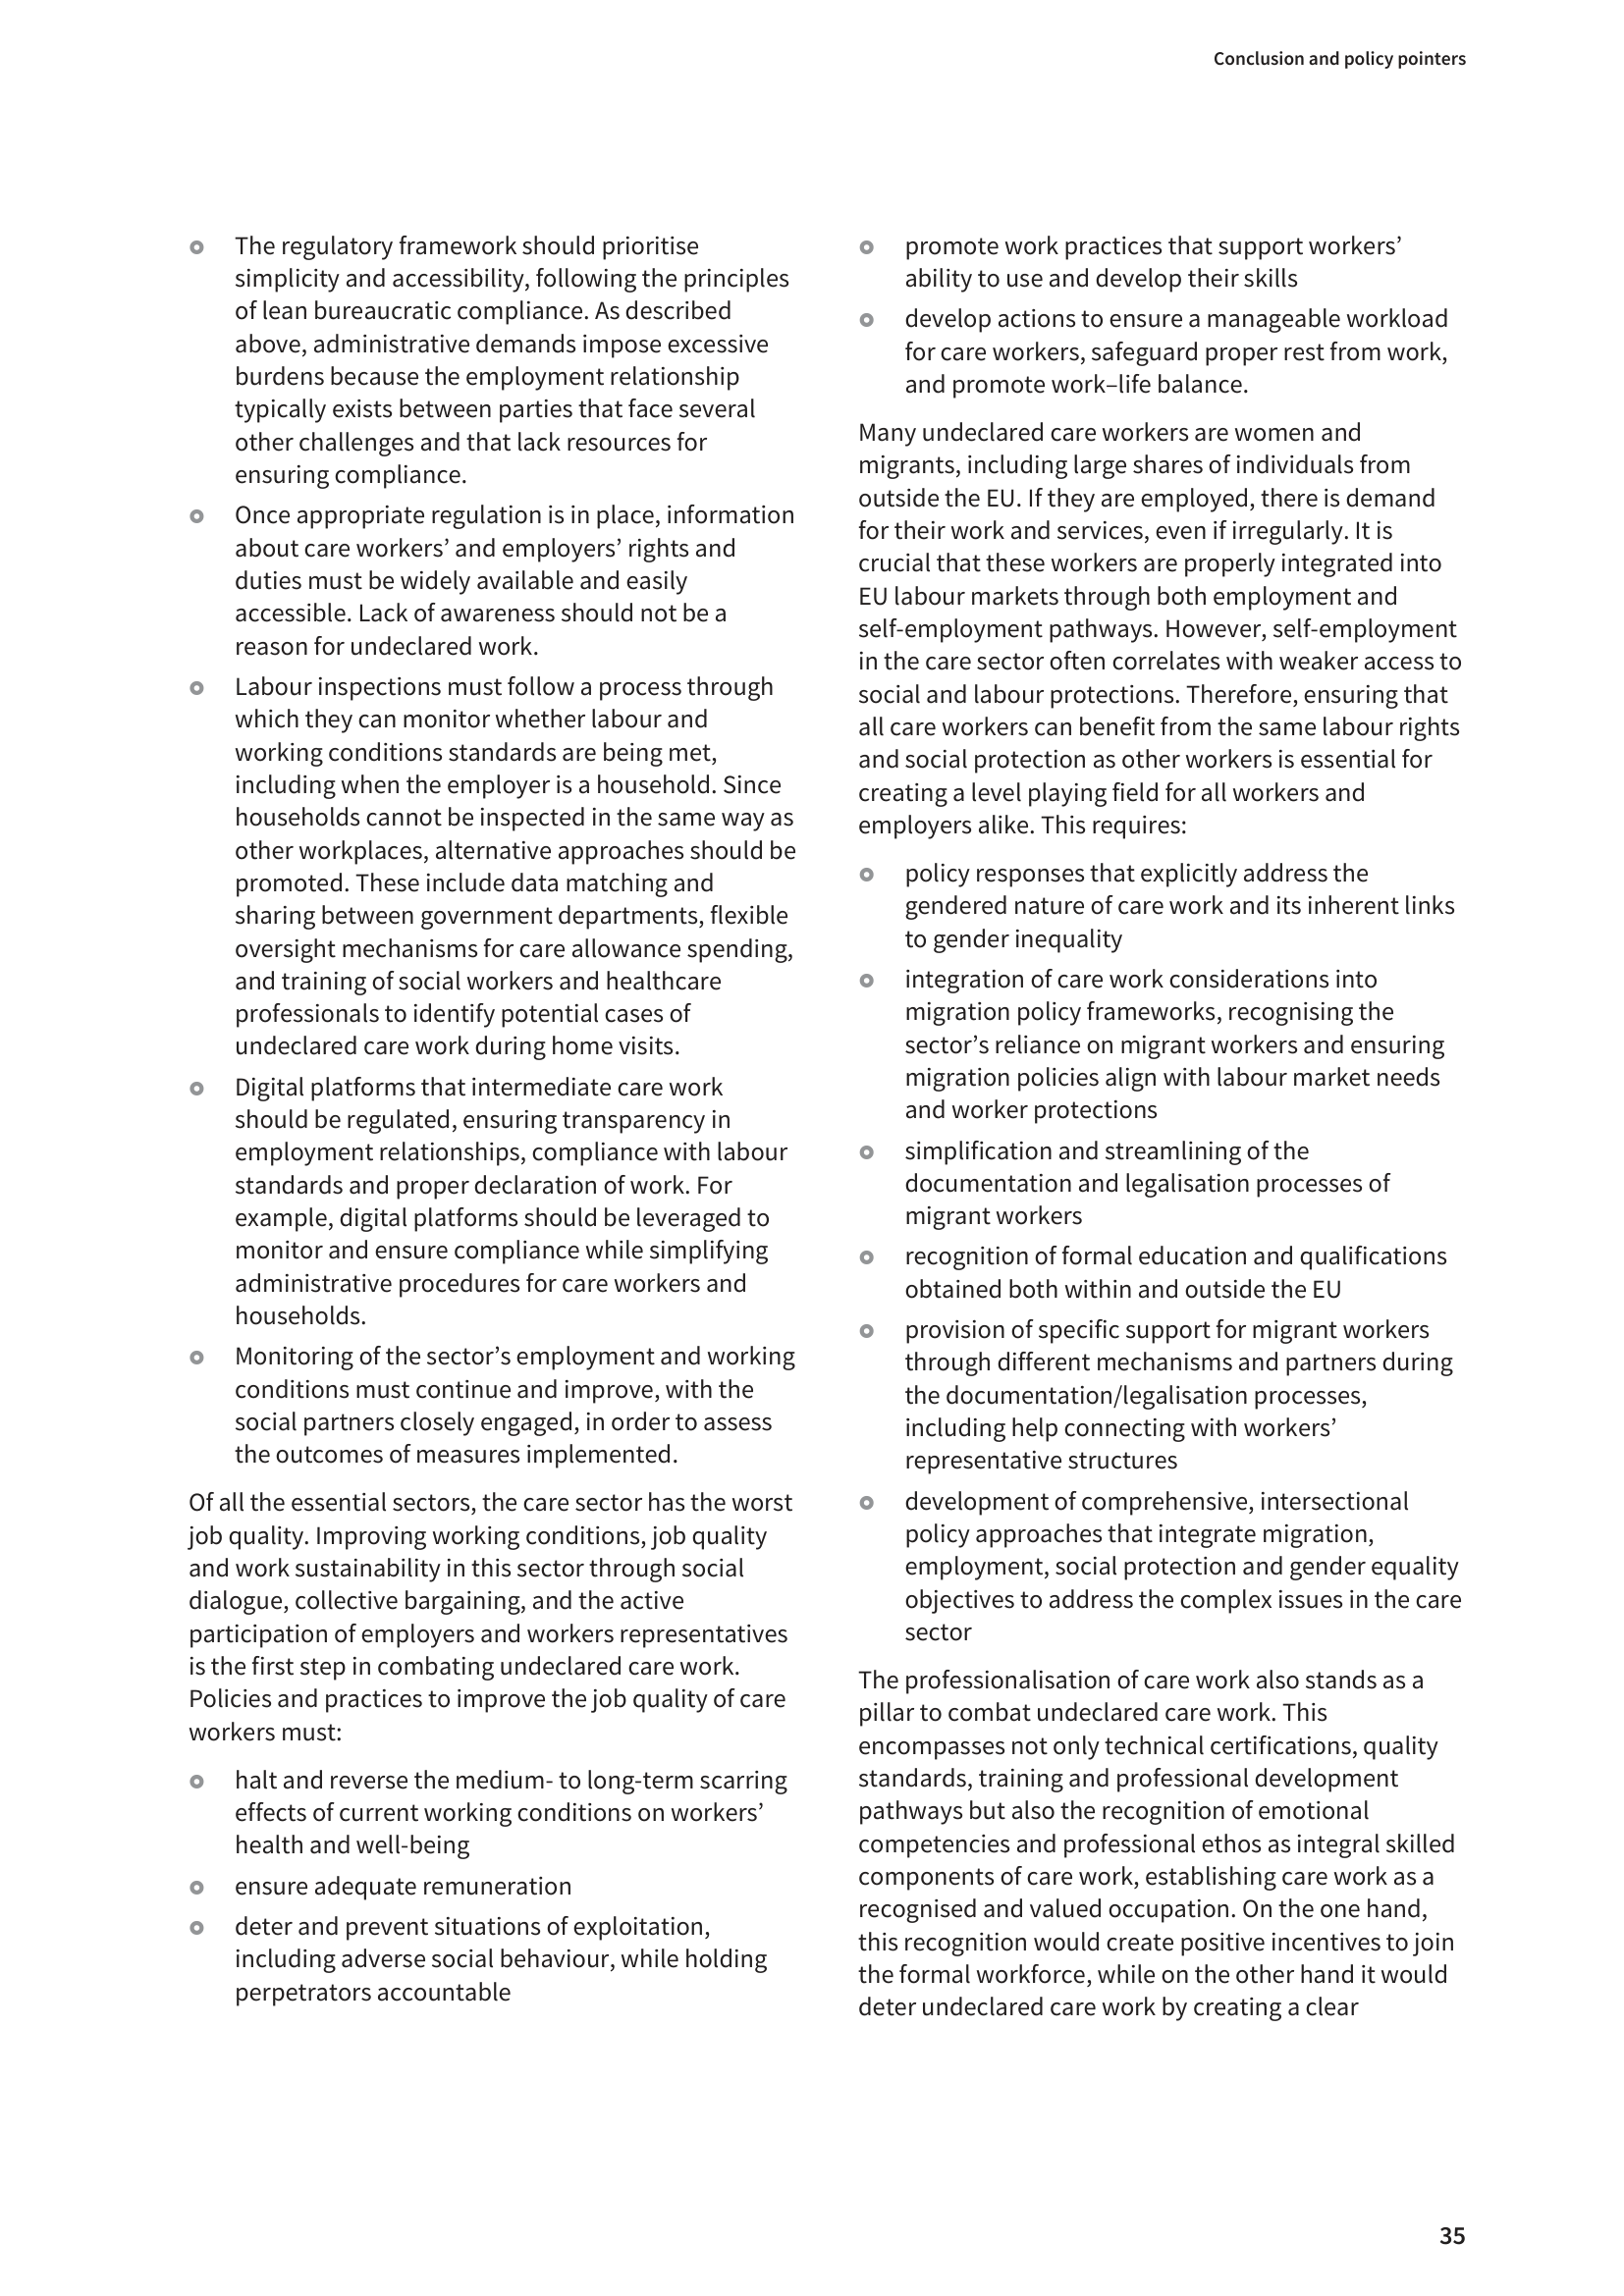 Conclusion and policy pointers
The regulatory framework should prioritise
simplicity and accessibility, following the principles
of lean bureaucratic compliance. As described
above, administrative demands impose excessive
burdens because the employment relationship
typically exists between parties that face several
other challenges and that lack resources for
ensuring compliance.
Once appropriate regulation is in place, information
about care workers’ and employers’ rights and
duties must be widely available and easily
accessible. Lack of awareness should not be a
reason for undeclared work.
Labour inspections must follow a process through
which they can monitor whether labour and
working conditions standards are being met,
including when the employer is a household. Since
households cannot be inspected in the same way as
other workplaces, alternative approaches should be
promoted. These include data matching and
sharing between government departments, flexible
oversight mechanisms for care allowance spending,
and training of social workers and healthcare
professionals to identify potential cases of
undeclared care work during home visits.
Digital platforms that intermediate care work
should be regulated, ensuring transparency in
employment relationships, compliance with labour
standards and proper declaration of work. For
example, digital platforms should be leveraged to
monitor and ensure compliance while simplifying
administrative procedures for care workers and
households.
Monitoring of the sector’s employment and working
conditions must continue and improve, with the
social partners closely engaged, in order to assess
the outcomes of measures implemented.
Of all the essential sectors, the care sector has the worst
job quality. Improving working conditions, job quality
and work sustainability in this sector through social
dialogue, collective bargaining, and the active
participation of employers and workers representatives
is the first step in combating undeclared care work.
Policies and practices to improve the job quality of care
workers must:
halt and reverse the medium- to long-term scarring
effects of current working conditions on workers’
health and well-being
ensure adequate remuneration
deter and prevent situations of exploitation,
including adverse social behaviour, while holding
perpetrators accountable
promote work practices that support workers’
ability to use and develop their skills
develop actions to ensure a manageable workload
for care workers, safeguard proper rest from work,
and promote work–life balance.
Many undeclared care workers are women and
migrants, including large shares of individuals from
outside the EU. If they are employed, there is demand
for their work and services, even if irregularly. It is
crucial that these workers are properly integrated into
EU labour markets through both employment and
self-employment pathways. However, self-employment
in the care sector often correlates with weaker access to
social and labour protections. Therefore, ensuring that
all care workers can benefit from the same labour rights
and social protection as other workers is essential for
creating a level playing field for all workers and
employers alike. This requires:
policy responses that explicitly address the
gendered nature of care work and its inherent links
to gender inequality
integration of care work considerations into
migration policy frameworks, recognising the
sector’s reliance on migrant workers and ensuring
migration policies align with labour market needs
and worker protections
simplification and streamlining of the
documentation and legalisation processes of
migrant workers
recognition of formal education and qualifications
obtained both within and outside the EU
provision of specific support for migrant workers
through different mechanisms and partners during
the documentation/legalisation processes,
including help connecting with workers’
representative structures
development of comprehensive, intersectional
policy approaches that integrate migration,
employment, social protection and gender equality
objectives to address the complex issues in the care
sector
The professionalisation of care work also stands as a
pillar to combat undeclared care work. This
encompasses not only technical certifications, quality
standards, training and professional development
pathways but also the recognition of emotional
competencies and professional ethos as integral skilled
components of care work, establishing care work as a
recognised and valued occupation. On the one hand,
this recognition would create positive incentives to join
the formal workforce, while on the other hand it would
deter undeclared care work by creating a clear
35